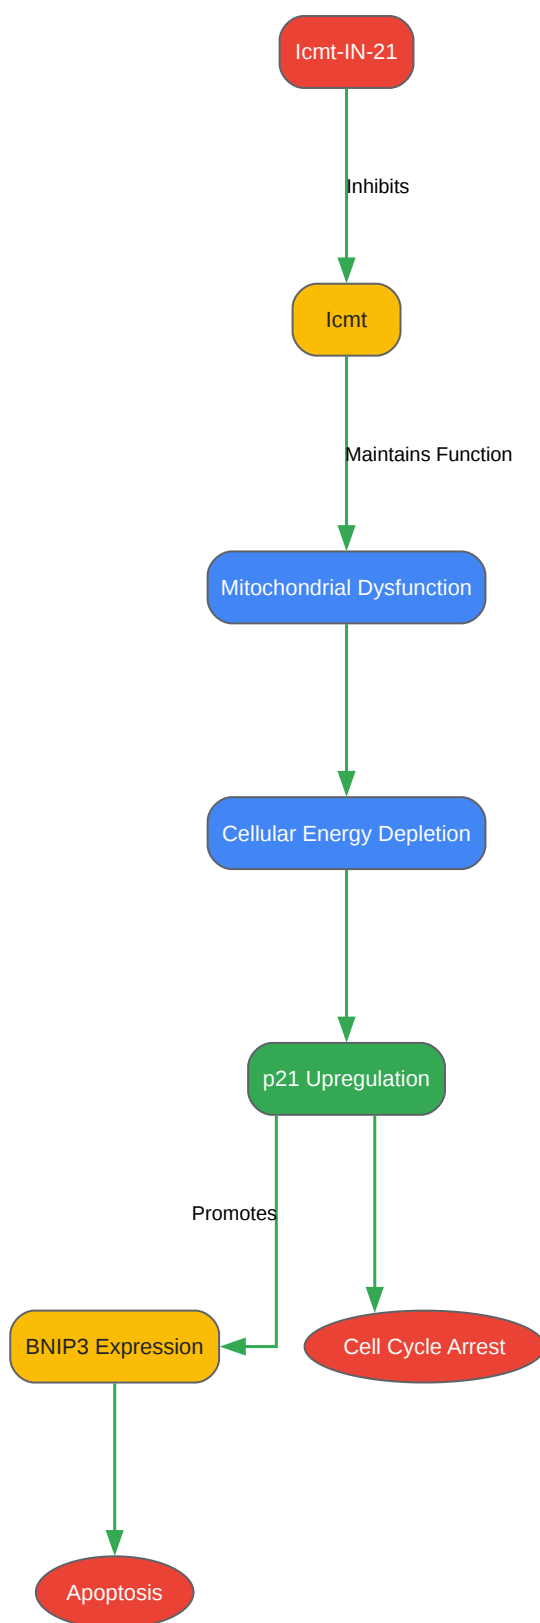 Icmt-IN-21
Inhibits
Icmt
Maintains Function
Mitochondrial Dysfunction
Cellular Energy Depletion
p21 Upregulation
Promotes
BNIP3 Expression
Cell Cycle Arrest
Apoptosis